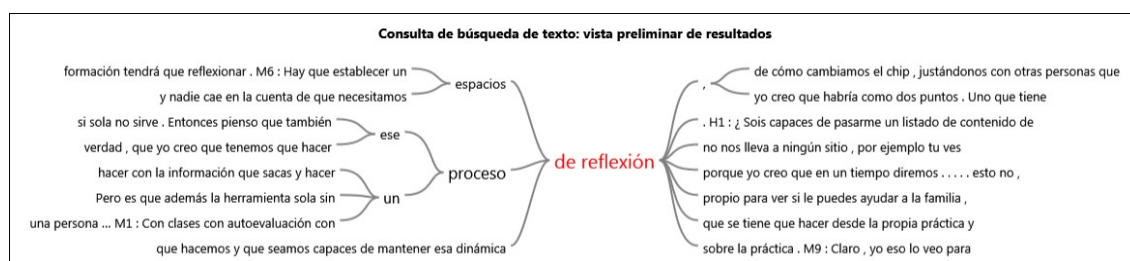 Consulta de búsqueda de texto: vista preliminar de resultados
formación tendrá que reflexionar . M6 : Hay que establecer un
y nadie cae en la cuenta de que necesitamos
espacios
si sola no sirve . Entonces pienso que también
verdad , que yo creo que tenemos que hacer
ese
hacer con la información que sacas y hacer
Pero es que además la herramienta sola sin
una persona ... M1 : Con clases con autoevaluación con
un
proceso
que hacemos y que seamos capaces de mantener esa dinámica
de reflexión
,
de cómo cambiamos el chip , justándonos con otras personas que
yo creo que habría como dos puntos . Uno que tiene
. H1 : ¿ Sois capaces de pasarme un listado de contenido de
no nos lleva a ningún sitio , por ejemplo tu ves
porque yo creo que en un tiempo diremos . . . . . esto no ,
propio para ver si le puedes ayudar a la familia ,
que se tiene que hacer desde la propia práctica y
sobre la práctica . M9 : Claro , yo eso lo veo para